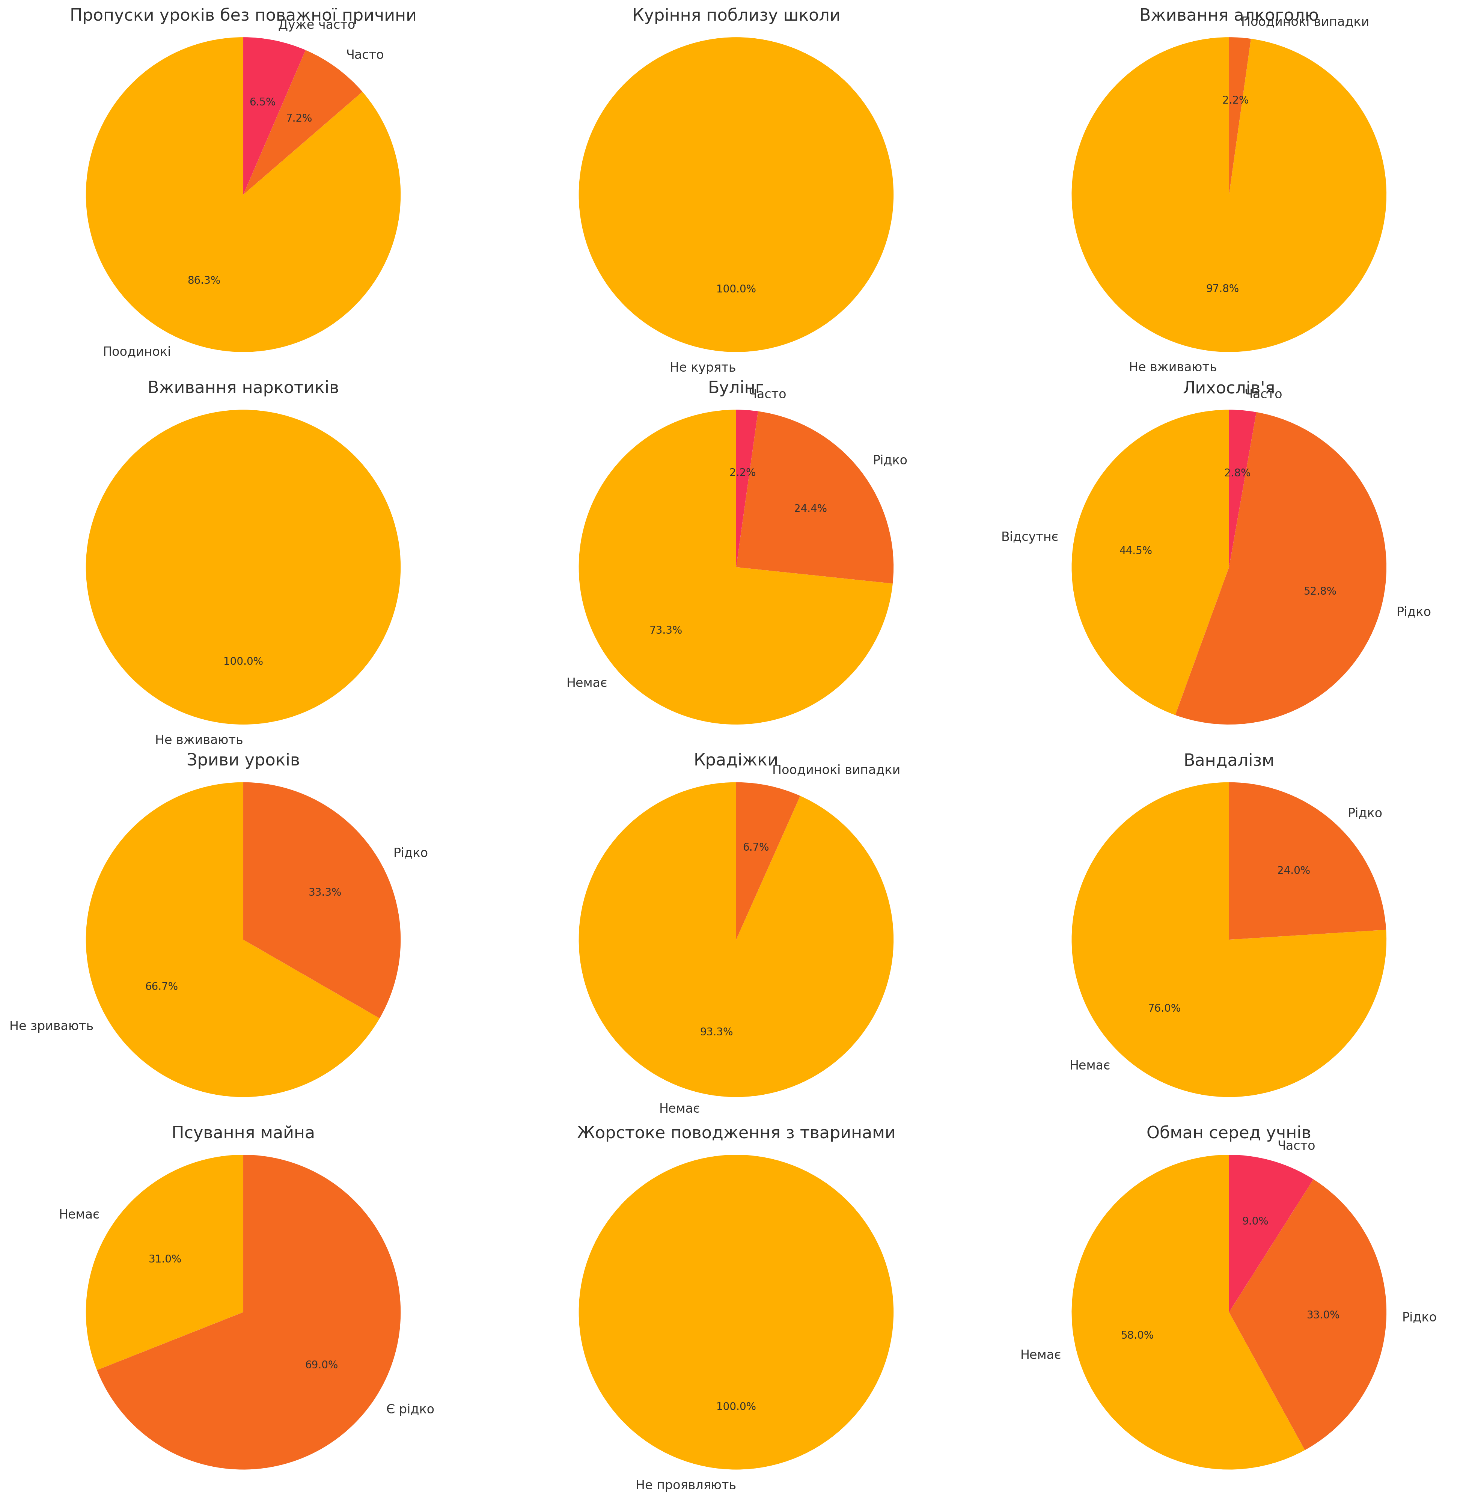 Пропуски уроків без поважної причини
Дуже часто
Часто
6.5%
7.2%
86.3%
Поодинокі
Куріння поблизу школи
100.0%
Не курять
Вживання алкоголю
Поодинокі випадки
2.2%
97.8%
Не вживають
Вживання наркотиків
100.0%
Не вживають
Булінг
Часто
Рідко
2.2%
24.4%
73.3%
Немає
Лихослів'я
Часто
2.8%
Відсутнє
44.5%
52.8%
Рідко
Зриви уроків
Рідко
33.3%
66.7%
Не зривають
Крадіжки
Поодинокі випадки
6.7%
93.3%
Немає
Вандалізм
Рідко
24.0%
76.0%
Немає
Псування майна
Немає
31.0%
69.0%
Є рідко
Жорстоке поводження з тваринами
100.0%
Не проявляють
Обман серед учнів
Часто
9.0%
33.0%
Рідко
58.0%
Немає